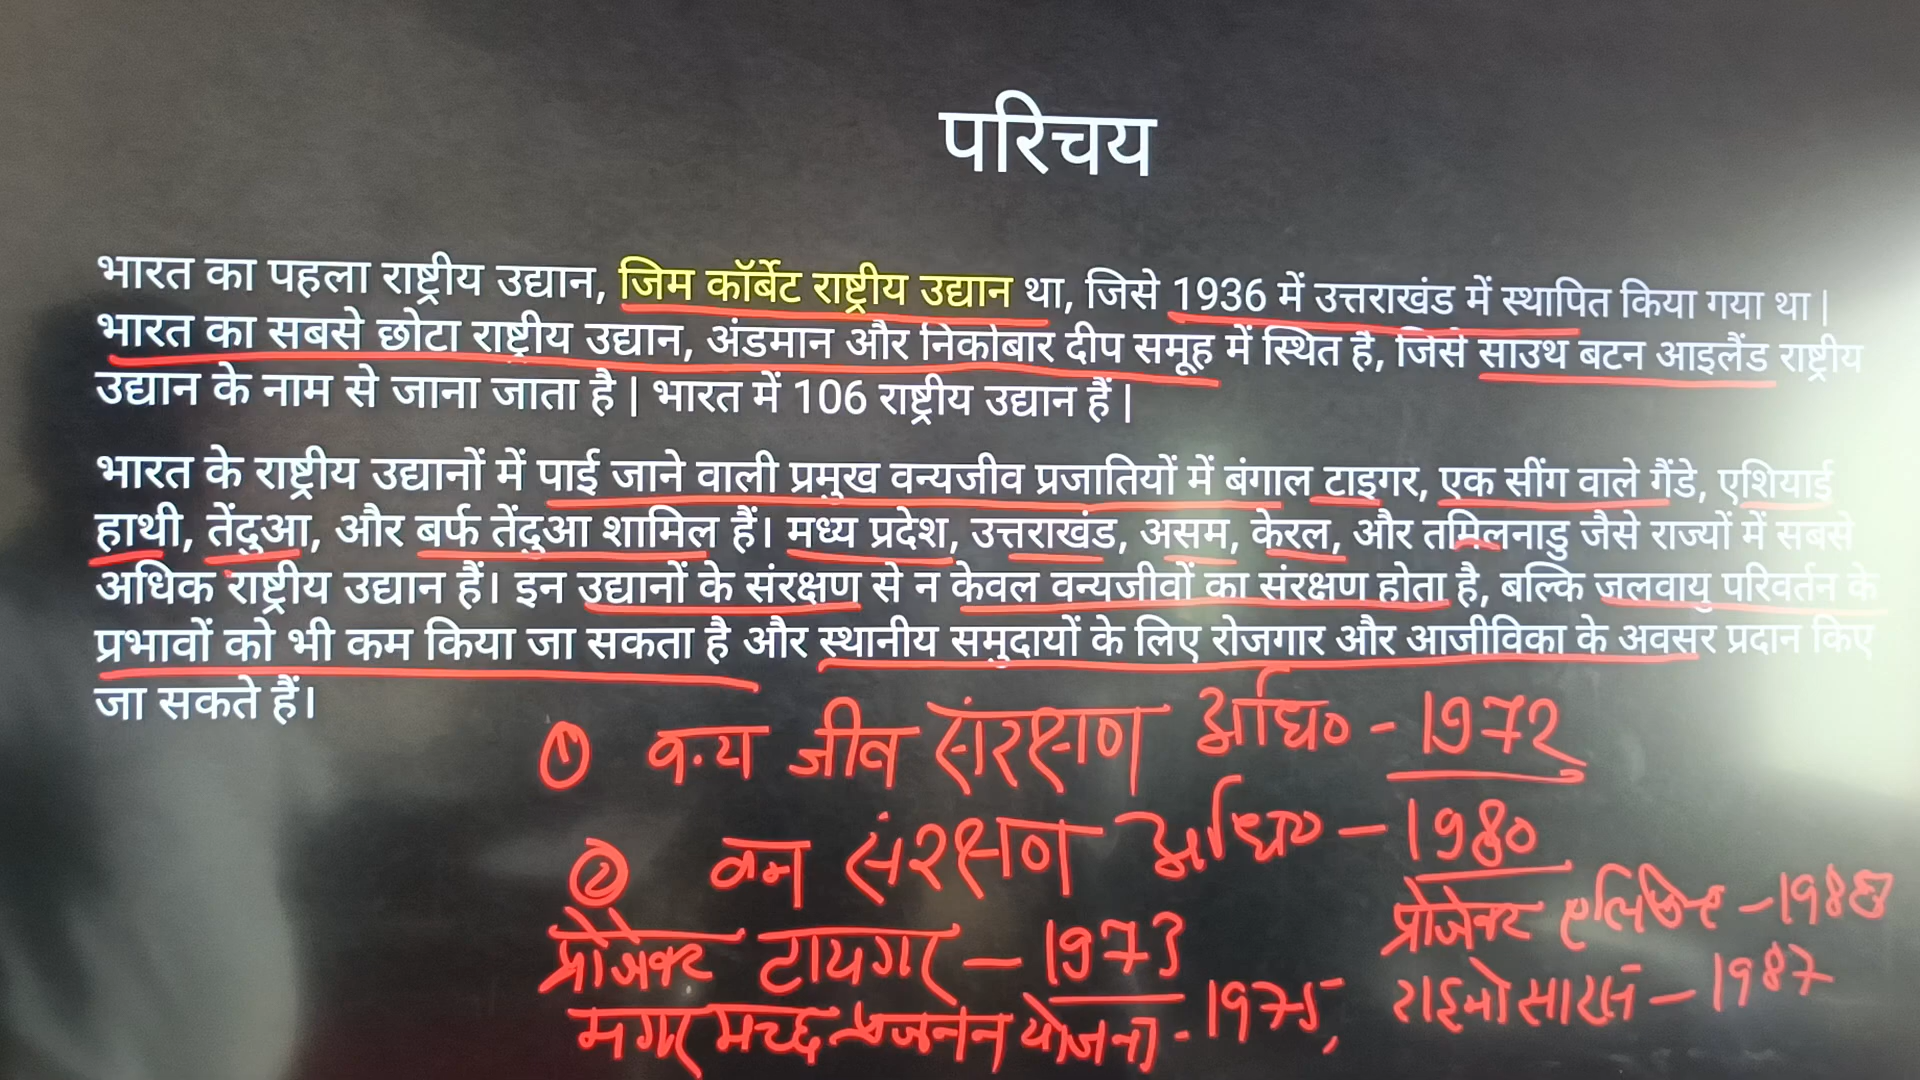 परिचय
भारत का पहला राष्ट्रीय उद्यान, जिम कॉर्बेट राष्ट्रीय उद्यान था, जिसे 1936 में उत्तराखंड में स्थापित किया गया था |
भारत का सबसे छोटा राष्ट्रीय उद्यान, अंडमान और निकोबार दीप समूह में स्थित है, जिसे साउथ बटन आइलैंड राष्ट्रीय
उद्यान के नाम से जाना जाता है | भारत में 106 राष्ट्रीय उद्यान हैं |
भारत के राष्ट्रीय उद्यानों में पाई जाने वाली प्रमुख वन्यजीव प्रजातियों में बंगाल टाइगर, एक सींग वाले गैंडे, एशियाई
हाथी, तेंदुआ, और बर्फ तेंदुआ शामिल हैं। मध्य प्रदेश, उत्तराखंड, असम, केरल, और तमिलनाडु जैसे राज्यों में सबसे
अधिक राष्ट्रीय उद्यान हैं। इन उद्यानों के संरक्षण से न केवल वन्यजीवों का संरक्षण होता है, बल्कि जलवायु परिवर्तन के
प्रभावों को भी कम किया जा सकता है और स्थानीय समुदायों के लिए रोजगार और आजीविका के अवसर प्रदान किए
जा सकते हैं।
① वन्य जीव संरक्षण अधि० - 1972
② वन संरक्षण अधि० - 1980
प्रोजेक्ट टायगर - 1973
मगर मच्छ प्रजनन योजना - 1975,
प्रोजेक्ट एलिफेंट -
राइनोसारस - 1987